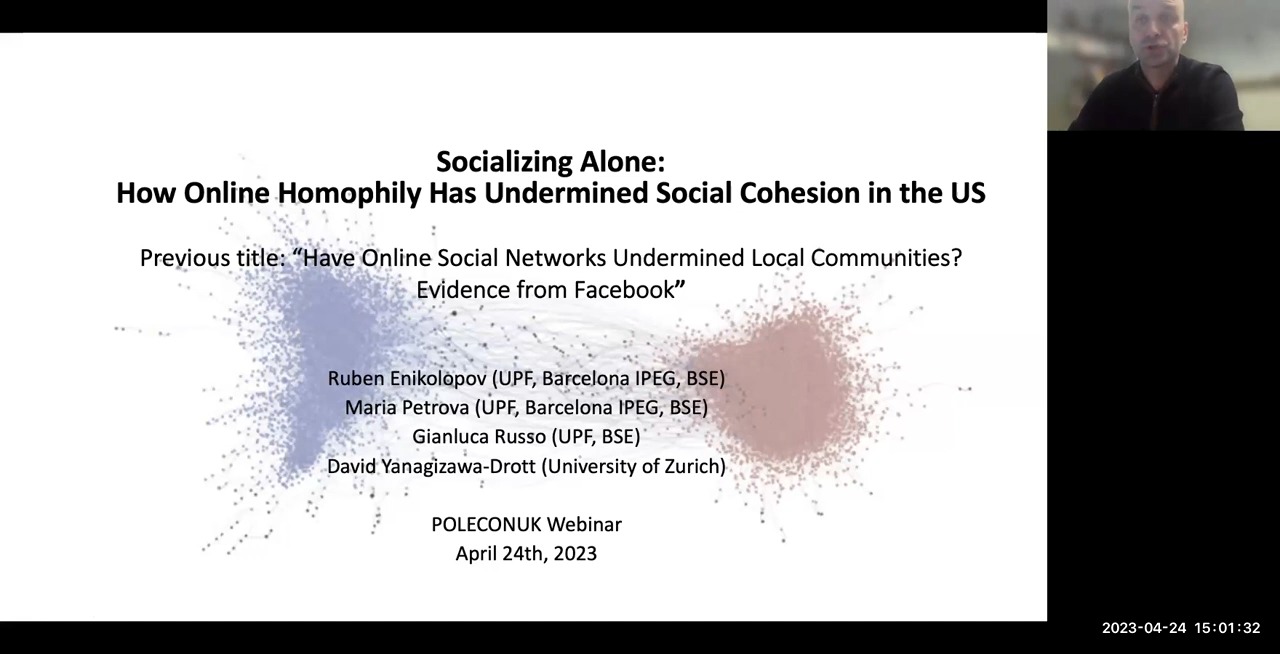 Socializing Alone:
How Online Homophily Has Undermined Social Cohesion in the US
Previous title: “Have Online Social Networks Undermined Local Communities?
Evidence from Facebook”
Ruben Enikolopov (UPF, Barcelona IPEG, BSE)
Maria Petrova (UPF, Barcelona IPEG, BSE)
Gianluca Russo (UPF, BSE)
David Yanagizawa-Drott (University of Zurich)
POLECONUK Webinar
April 24th, 2023
2023-04-24 15:01:32